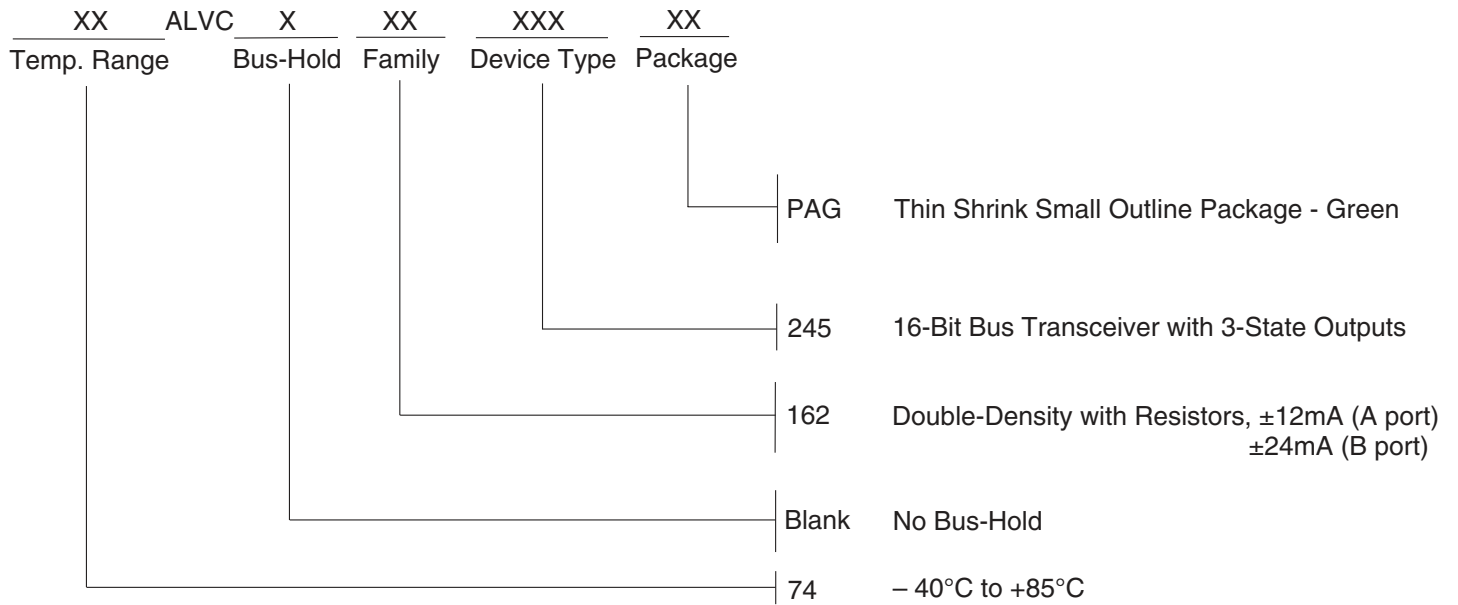 XX ALVC X XX XXX XX
Temp. Range Bus-Hold Family Device Type Package
PAG Thin Shrink Small Outline Package - Green
245 16-Bit Bus Transceiver with 3-State Outputs
162 Double-Density with Resistors, ±12mA (A port)
±24mA (B port)
Blank No Bus-Hold
74 – 40°C to +85°C